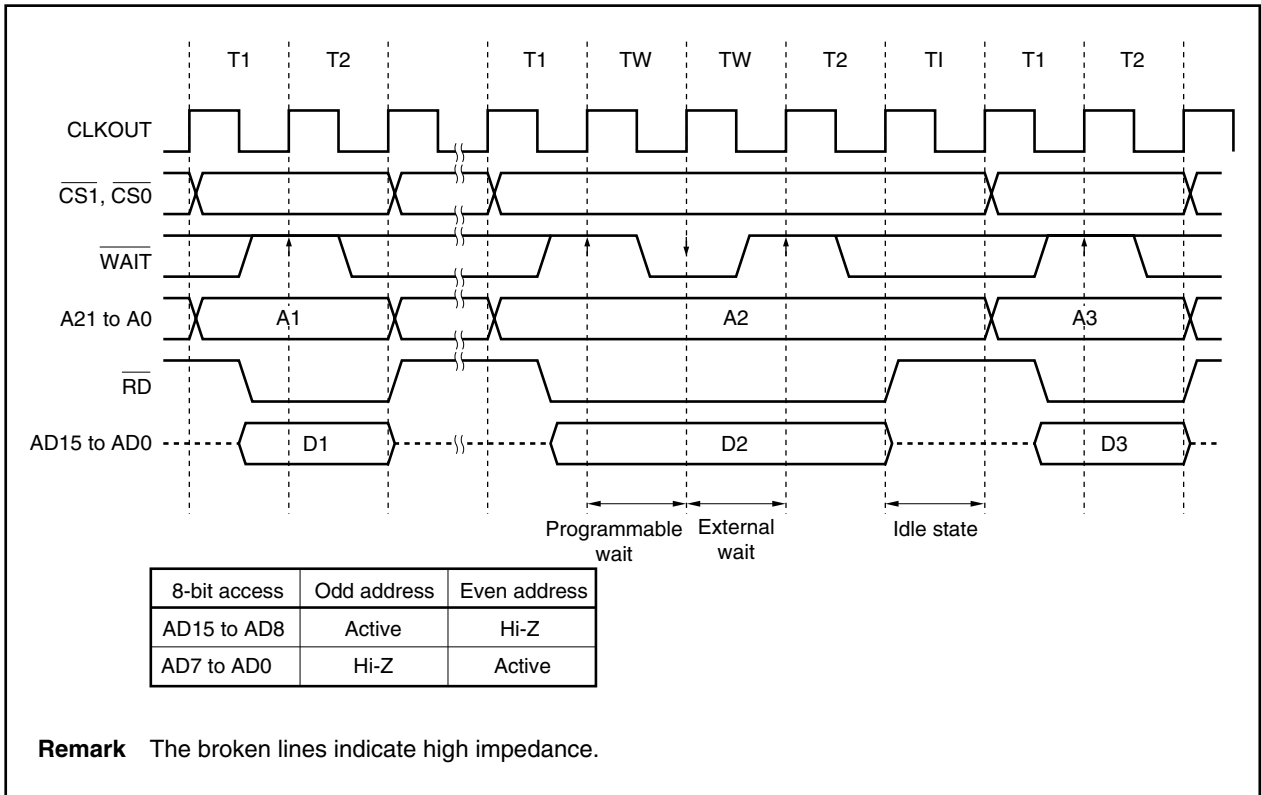 T1 T2 T1 TW TW T2 TI T1 T2
CLKOUT
CS1, CS0
WAIT
A21 to A0 A1 A2 A3
RD
AD15 to AD0 D1 D2 D3
Programmable wait
External wait
Idle state
8-bit access Odd address Even address
AD15 to AD8 Active Hi-Z
AD7 to AD0 Hi-Z Active
Remark The broken lines indicate high impedance.